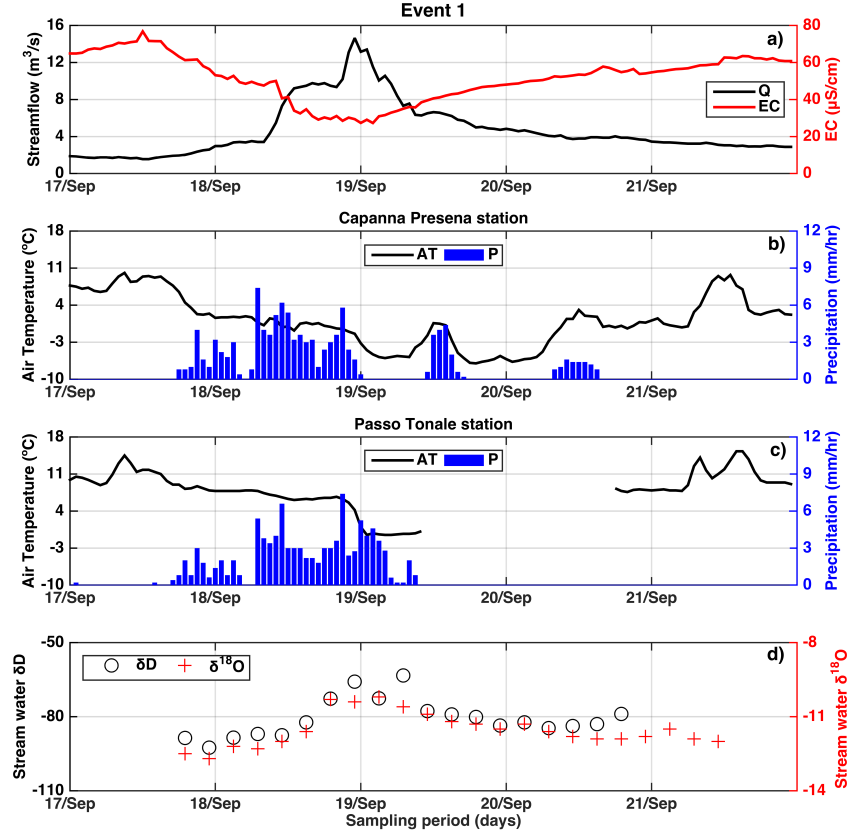 Event 1
a)
Streamflow (m³/s)
16
12
8
4
0
80
60
40
20
0
EC (µS/cm)
Q
EC
17/Sep 18/Sep 19/Sep 20/Sep 21/Sep
Capanna Presena station
b)
Air Temperature (ºC)
18
11
4
-3
-10
12
9
6
3
0
Precipitation (mm/hr)
AT P
17/Sep 18/Sep 19/Sep 20/Sep 21/Sep
Passo Tonale station
c)
Air Temperature (ºC)
18
11
4
-3
-10
12
9
6
3
0
Precipitation (mm/hr)
AT P
17/Sep 18/Sep 19/Sep 20/Sep 21/Sep
d)
Stream water δD
-50
-80
-110
-8
-11
-14
Stream water δ¹⁸O
δD δ¹⁸O
17/Sep 18/Sep 19/Sep 20/Sep 21/Sep
Sampling period (days)